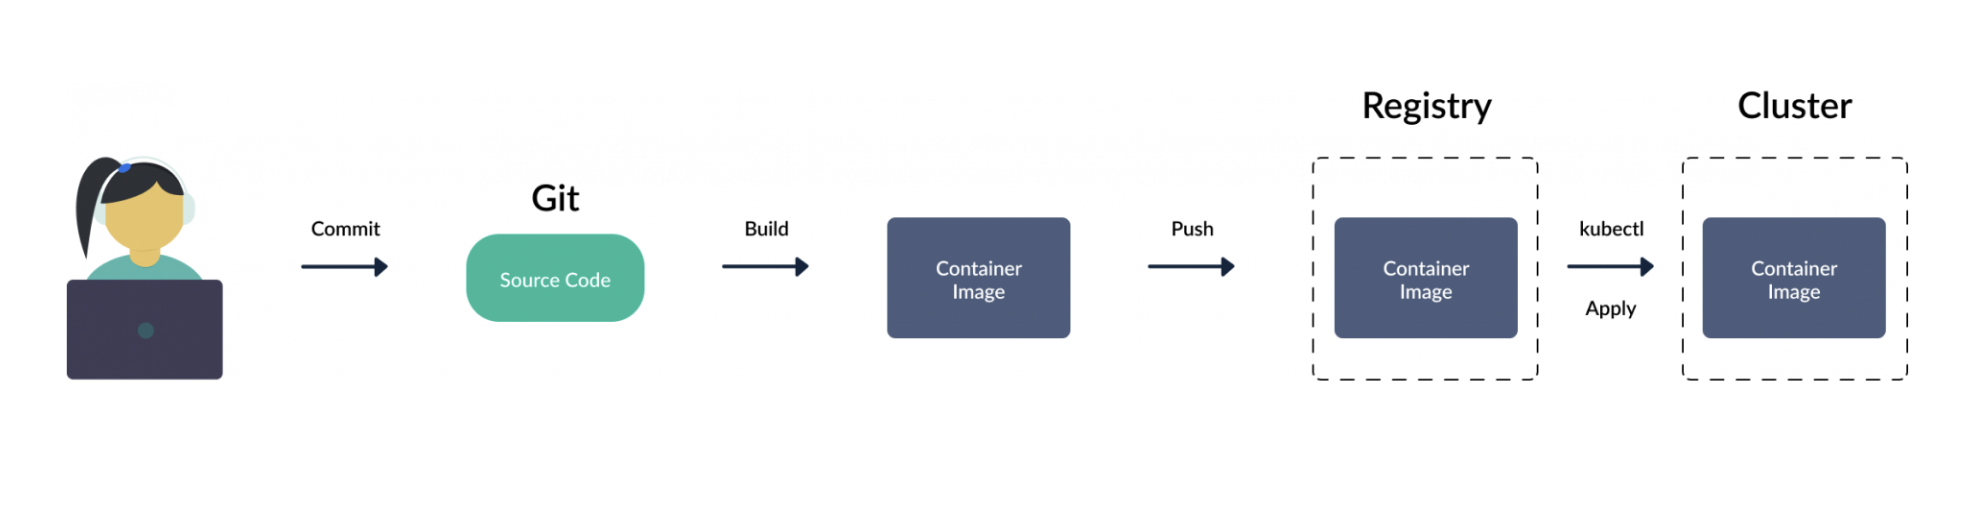 Commit
Git
Source Code
Build
Container
Image
Push
Registry
Container
Image
kubectl
Apply
Cluster
Container
Image